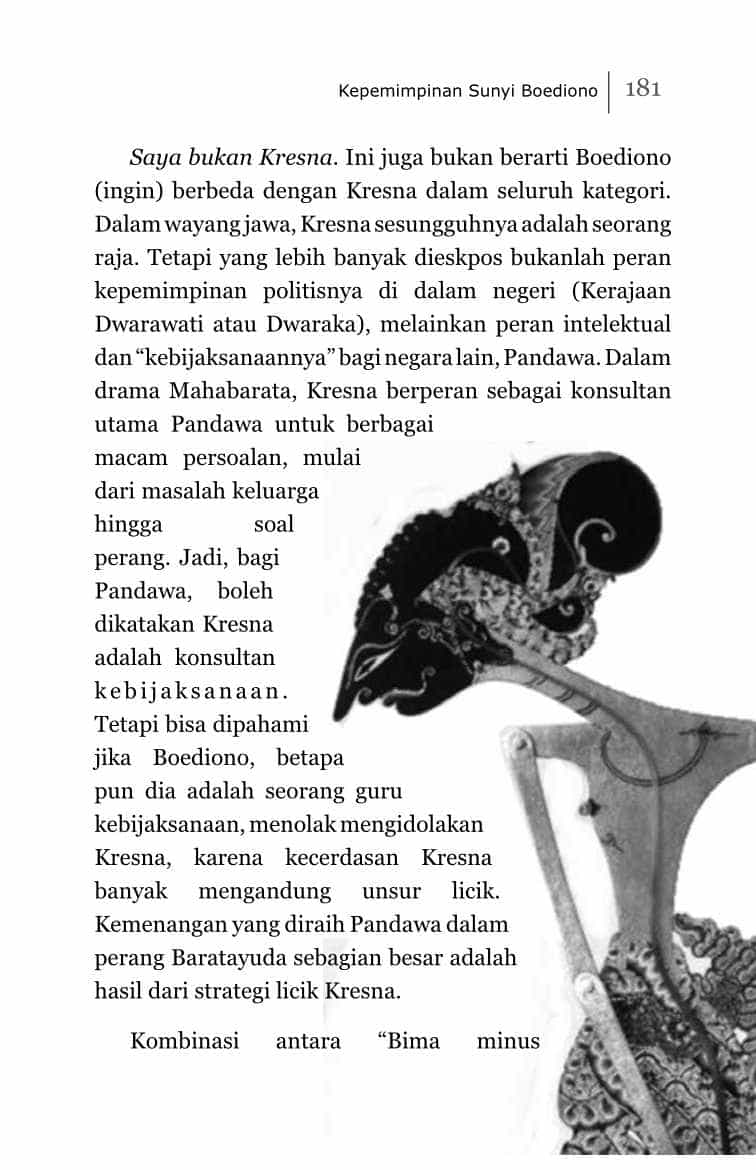 Kepemimpinan Sunyi Boediono 181
Saya bukan Kresna. Ini juga bukan berarti Boediono
(ingin) berbeda dengan Kresna dalam seluruh kategori.
Dalam wayang jawa, Kresna sesungguhnya adalah seorang
raja. Tetapi yang lebih banyak dieskpos bukanlah peran
kepemimpinan politisnya di dalam negeri (Kerajaan
Dwarawati atau Dwaraka), melainkan peran intelektual
dan “kebijaksanaannya” bagi negara lain, Pandawa. Dalam
drama Mahabarata, Kresna berperan sebagai konsultan
utama Pandawa untuk berbagai
macam persoalan, mulai
dari masalah keluarga
hingga soal
perang. Jadi, bagi
Pandawa, boleh
dikatakan Kresna
adalah konsultan
kebijaksanaan.
Tetapi bisa dipahami
jika Boediono, betapa
pun dia adalah seorang guru
kebijaksanaan, menolak mengidolakan
Kresna, karena kecerdasan Kresna
banyak mengandung unsur licik.
Kemenangan yang diraih Pandawa dalam
perang Baratayuda sebagian besar adalah
hasil dari strategi licik Kresna.
Kombinasi antara “Bima minus